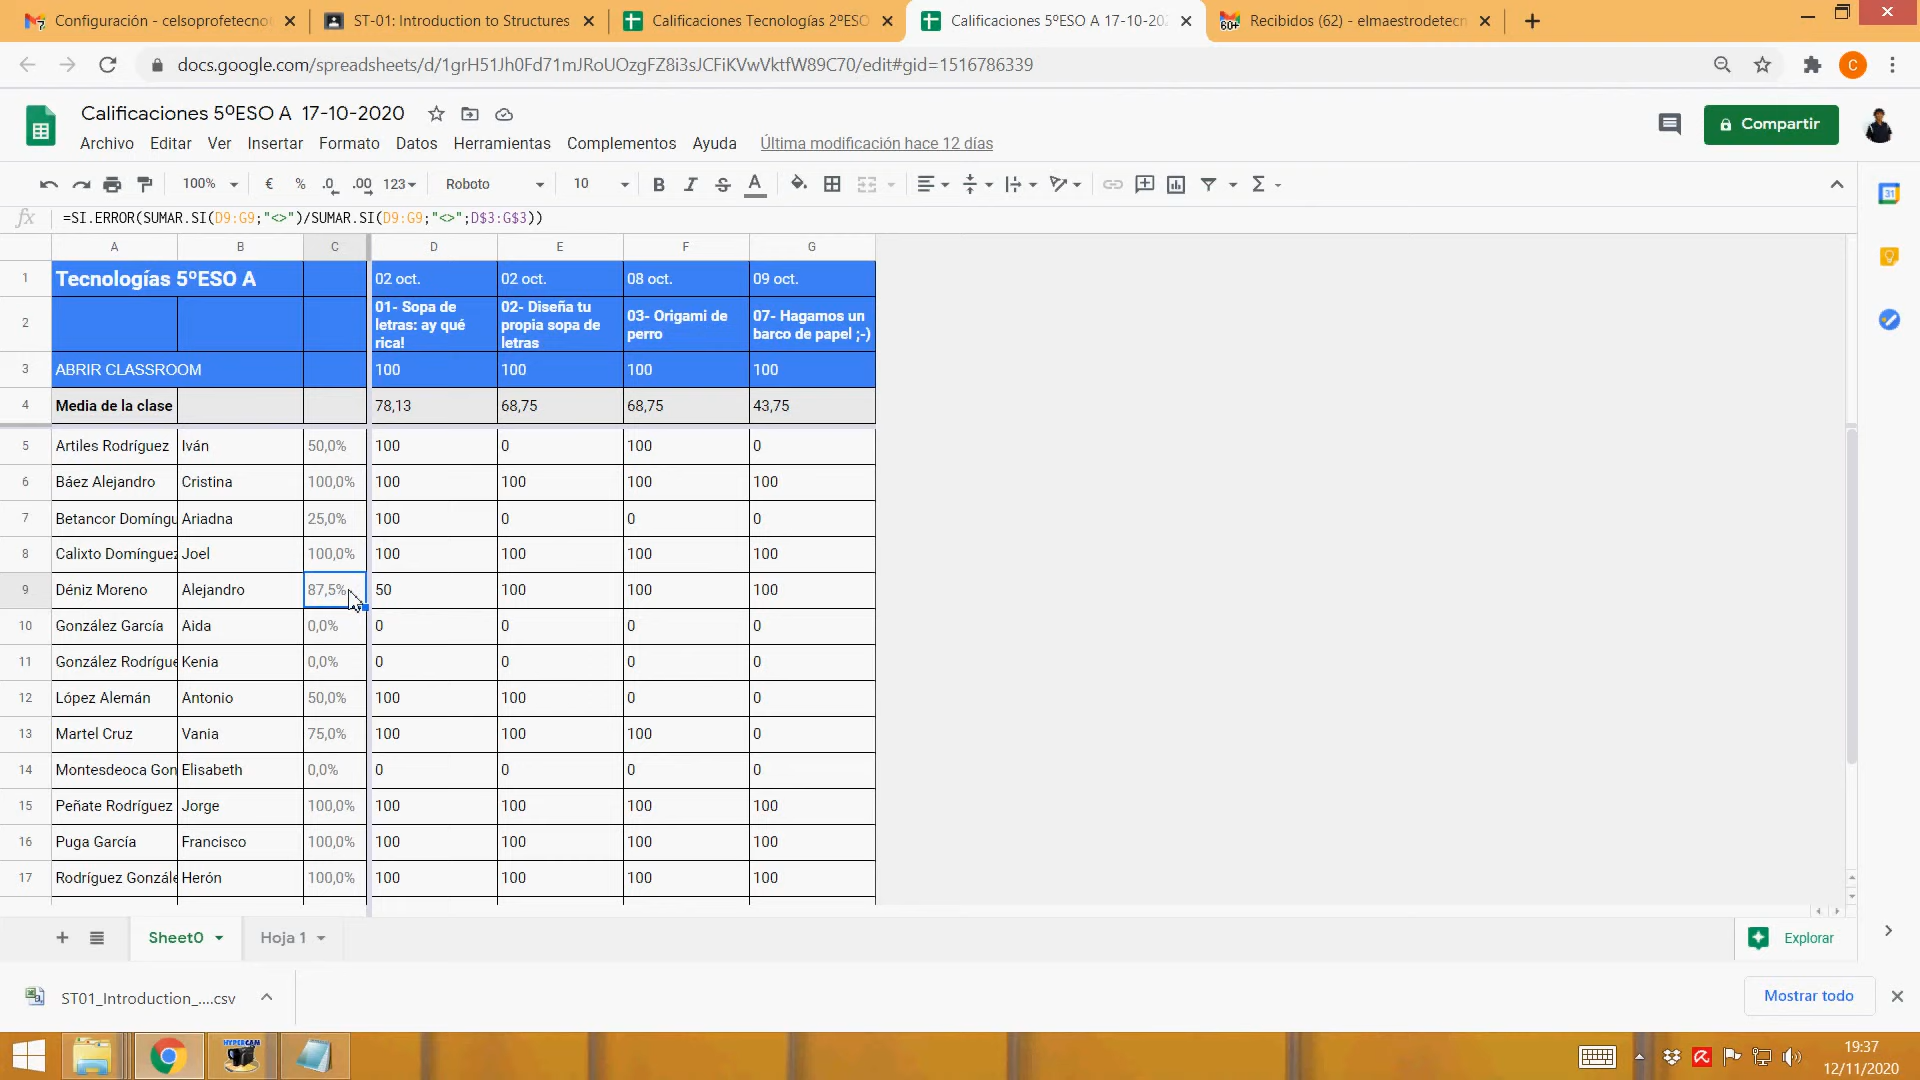 Configuración - celsoprofetecno
ST-01: Introduction to Structures
Calificaciones Tecnologías 2ºESO
Calificaciones 5ºESO A 17-10-202
Recibidos (62) - elmaestrodetecn
docs.google.com/spreadsheets/d/1grH51Jh0Fd71mJRoUOzgFZ8i3sJCFiKVwVktfW89C70/edit#gid=1516786339
C
Calificaciones 5ºESO A 17-10-2020
Archivo Editar Ver Insertar Formato Datos Herramientas Complementos Ayuda Última modificación hace 12 días
Compartir
100% € % .0 .00 123 Roboto 10 B I S A Σ
31
fx =SI.ERROR(SUMAR.SI(D9:G9;"<>")/SUMAR.SI(D9:G9;"<>";D$3:G$3))
A B C D E F G
1 Tecnologías 5ºESO A 02 oct. 02 oct. 08 oct. 09 oct.
2 01- Sopa de letras: ay qué rica! 02- Diseña tu propia sopa de letras 03- Origami de perro 07- Hagamos un barco de papel ;-)
3 ABRIR CLASSROOM 100 100 100 100
4 Media de la clase 78,13 68,75 68,75 43,75
5 Artiles Rodríguez Iván 50,0% 100 0 100 0
6 Báez Alejandro Cristina 100,0% 100 100 100 100
7 Betancor Domíngu Ariadna 25,0% 100 0 0 0
8 Calixto Domínguez Joel 100,0% 100 100 100 100
9 Déniz Moreno Alejandro 87,5% 50 100 100 100
10 González García Aida 0,0% 0 0 0 0
11 González Rodrígue Kenia 0,0% 0 0 0 0
12 López Alemán Antonio 50,0% 100 100 0 0
13 Martel Cruz Vania 75,0% 100 100 100 0
14 Montesdeoca Gon Elisabeth 0,0% 0 0 0 0
15 Peñate Rodríguez Jorge 100,0% 100 100 100 100
16 Puga García Francisco 100,0% 100 100 100 100
17 Rodríguez Gonzále Herón 100,0% 100 100 100 100
Sheet0 Hoja 1 Explorar
ST01_Introduction_....csv
Mostrar todo
HYPERCAM
19:37
12/11/2020